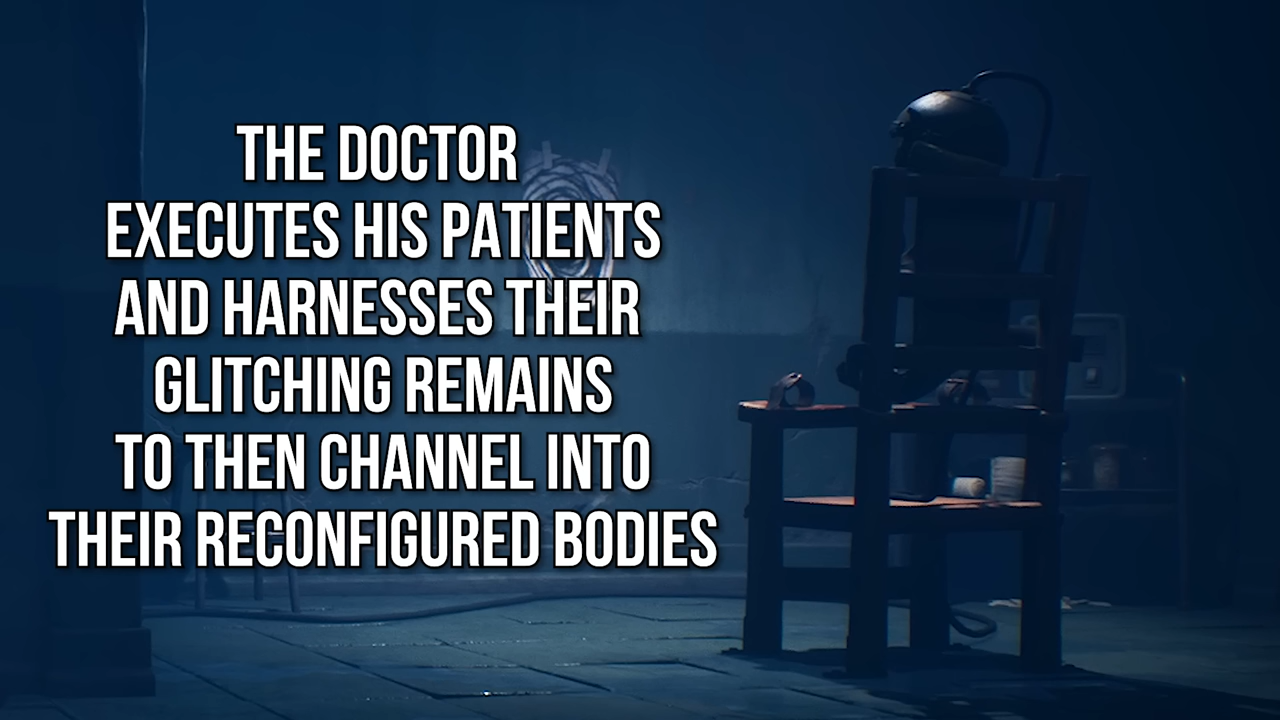 THE DOCTOR
EXECUTES HIS PATIENTS
AND HARNESSES THEIR
GLITCHING REMAINS
TO THEN CHANNEL INTO
THEIR RECONFIGURED BODIES